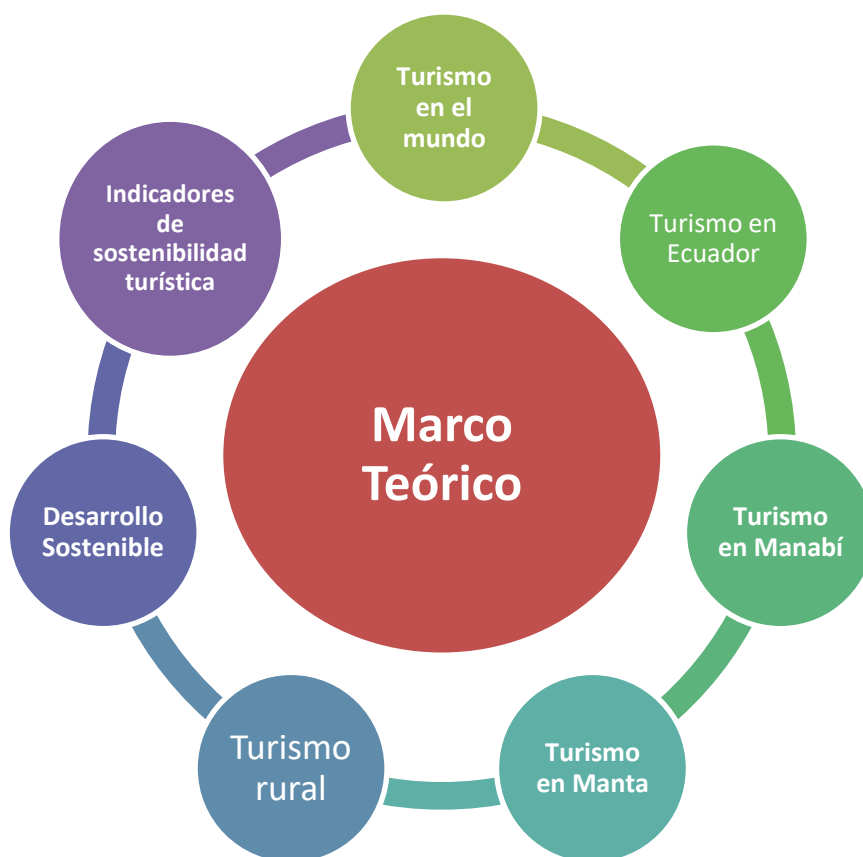 Turismo
en el
mundo
Turismo en
Ecuador
Turismo
en Manabí
Turismo
en Manta
Turismo
rural
Desarrollo
Sostenible
Indicadores
de
sostenibilidad
turística
Marco
Teórico